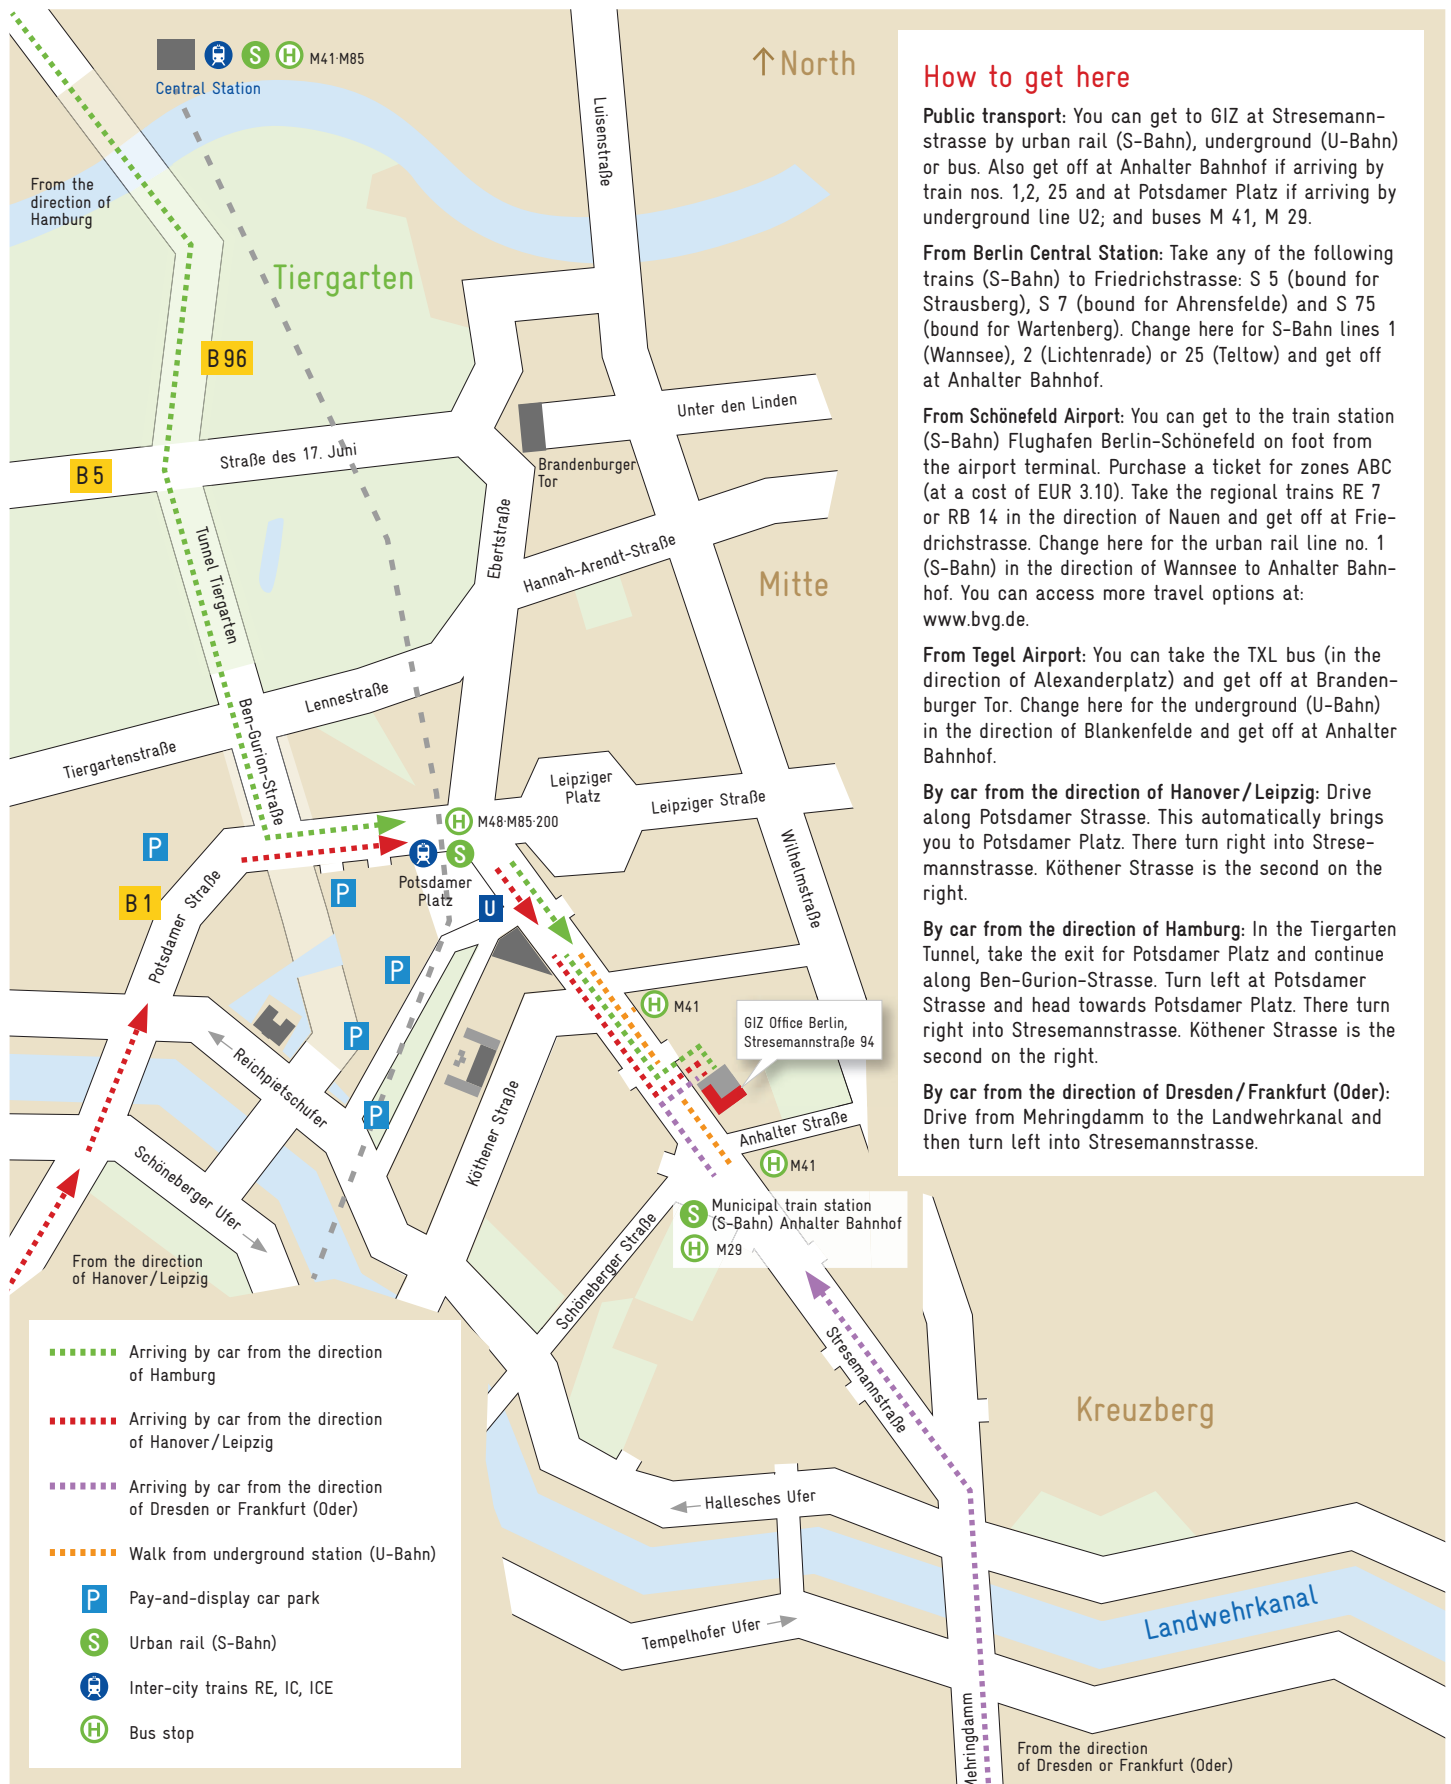 M41·M85
Central Station
North
From the
direction of
Hamburg
Luisenstraße
Tiergarten
B 96
B 5
Straße des 17. Juni
Unter den Linden
Brandenburger
Tor
Tunnel Tiergarten
Ebertstraße
Hannah-Arendt-Straße
Mitte
Lennestraße
Tiergartenstraße
Ben-Gurion-Straße
Leipziger
Platz
Leipziger Straße
H
M48·M85·200
S
P
Potsdamer
Platz
B 1
P
U
Potsdamer Straße
Wilhelmstraße
P
H
M41
P
GIZ Office Berlin,
Stresemannstraße 94
Reichpietschufer
P
Köthener Straße
Anhalter Straße
H
M41
Schöneberger Ufer
S
Municipal train station
(S-Bahn) Anhalter Bahnhof
H
M29
From the direction
of Hanover/Leipzig
Schöneberger Straße
Stresemannstraße
Kreuzberg
Hallesches Ufer
Tempelhofer Ufer
Landwehrkanal
Mehringdamm
From the direction
of Dresden or Frankfurt (Oder)
Arriving by car from the direction
of Hamburg
Arriving by car from the direction
of Hanover/Leipzig
Arriving by car from the direction
of Dresden or Frankfurt (Oder)
Walk from underground station (U-Bahn)
P
Pay-and-display car park
S
Urban rail (S-Bahn)
Inter-city trains RE, IC, ICE
H
Bus stop
How to get here
Public transport: You can get to GIZ at Stresemann-
strasse by urban rail (S-Bahn), underground (U-Bahn)
or bus. Also get off at Anhalter Bahnhof if arriving by
train nos. 1,2, 25 and at Potsdamer Platz if arriving by
underground line U2; and buses M 41, M 29.
From Berlin Central Station: Take any of the following
trains (S-Bahn) to Friedrichstrasse: S 5 (bound for
Strausberg), S 7 (bound for Ahrensfelde) and S 75
(bound for Wartenberg). Change here for S-Bahn lines 1
(Wannsee), 2 (Lichtenrade) or 25 (Teltow) and get off
at Anhalter Bahnhof.
From Schönefeld Airport: You can get to the train station
(S-Bahn) Flughafen Berlin-Schönefeld on foot from
the airport terminal. Purchase a ticket for zones ABC
(at a cost of EUR 3.10). Take the regional trains RE 7
or RB 14 in the direction of Nauen and get off at Frie-
drichstrasse. Change here for the urban rail line no. 1
(S-Bahn) in the direction of Wannsee to Anhalter Bahn-
hof. You can access more travel options at:
www.bvg.de.
From Tegel Airport: You can take the TXL bus (in the
direction of Alexanderplatz) and get off at Branden-
burger Tor. Change here for the underground (U-Bahn)
in the direction of Blankenfelde and get off at Anhalter
Bahnhof.
By car from the direction of Hanover/Leipzig: Drive
along Potsdamer Strasse. This automatically brings
you to Potsdamer Platz. There turn right into Strese-
mannstrasse. Köthener Strasse is the second on the
right.
By car from the direction of Hamburg: In the Tiergarten
Tunnel, take the exit for Potsdamer Platz and continue
along Ben-Gurion-Strasse. Turn left at Potsdamer
Strasse and head towards Potsdamer Platz. There turn
right into Stresemannstrasse. Köthener Strasse is the
second on the right.
By car from the direction of Dresden/Frankfurt (Oder):
Drive from Mehringdamm to the Landwehrkanal and
then turn left into Stresemannstrasse.